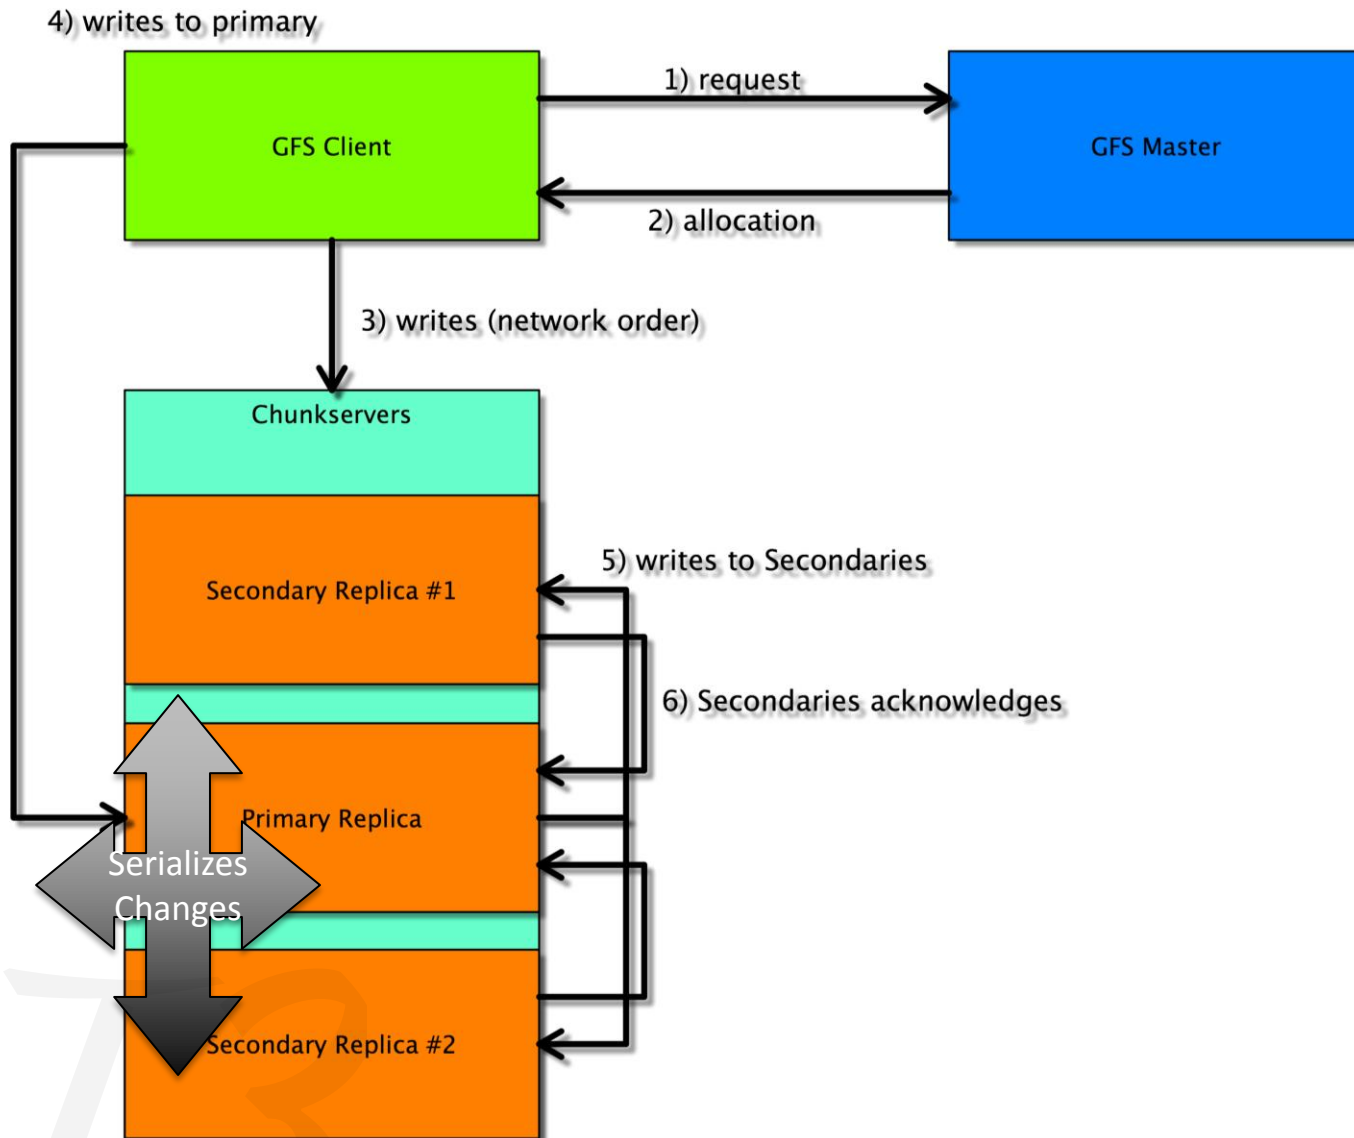 4) writes to primary
1) request
GFS Client
GFS Master
2) allocation
3) writes (network order)
Chunkservers
5) writes to Secondaries
Secondary Replica #1
6) Secondaries acknowledges
Primary Replica
Serializes
Changes
Secondary Replica #2